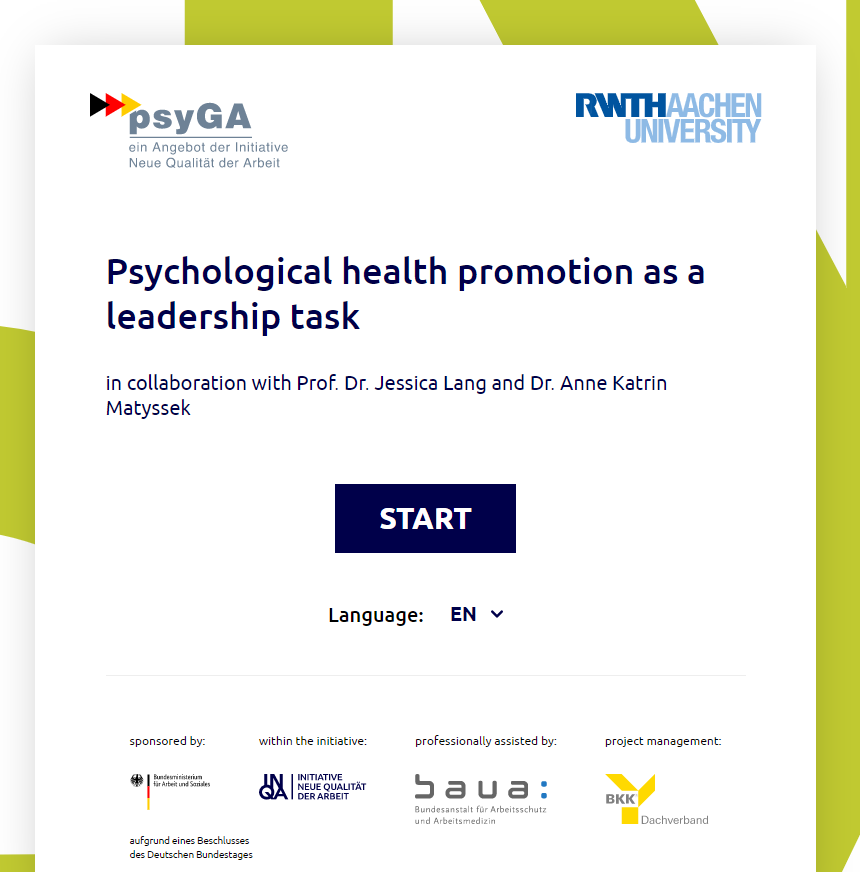 psyGA
ein Angebot der Initiative
Neue Qualität der Arbeit
RWTHAACHEN
UNIVERSITY
Psychological health promotion as a
leadership task
in collaboration with Prof. Dr. Jessica Lang and Dr. Anne Katrin
Matyssek
START
Language: EN
sponsored by:
Bundesministerium
für Arbeit und Soziales
aufgrund eines Beschlusses
des Deutschen Bundestages
within the initiative:
INQA
INITIATIVE
NEUE QUALITÄT
DER ARBEIT
professionally assisted by:
baua:
Bundesanstalt für Arbeitsschutz
und Arbeitsmedizin
project management:
BKK
Dachverband